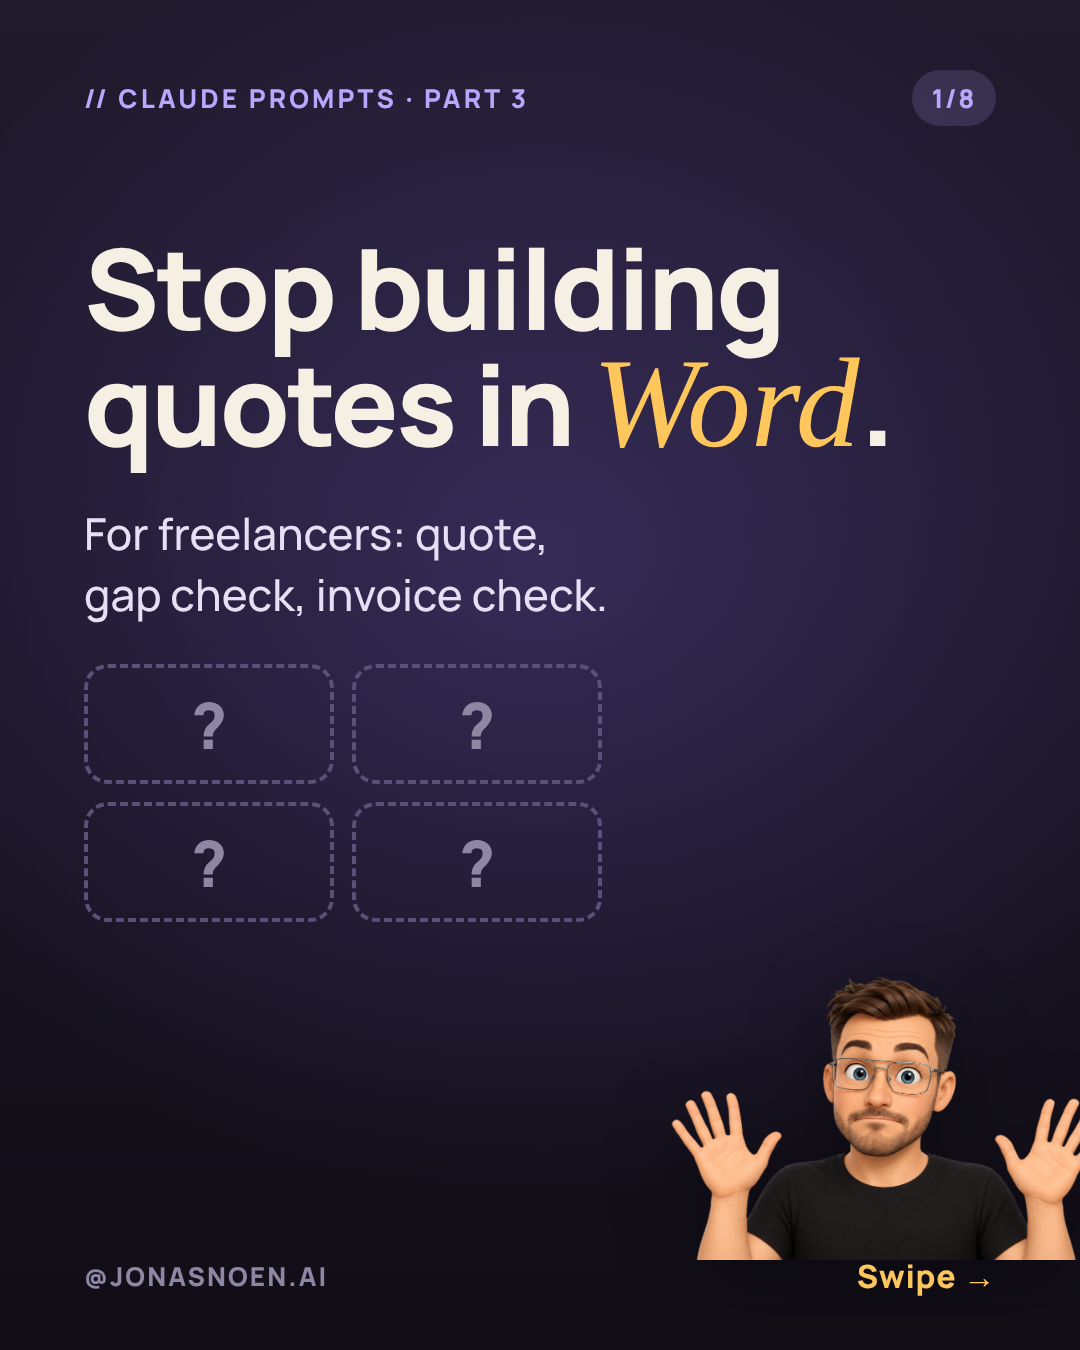 // CLAUDE PROMPTS · PART 3
1/8
Stop building
quotes in Word.
For freelancers: quote,
gap check, invoice check.
? ?
? ?
@JONASNOEN.AI
Swipe →